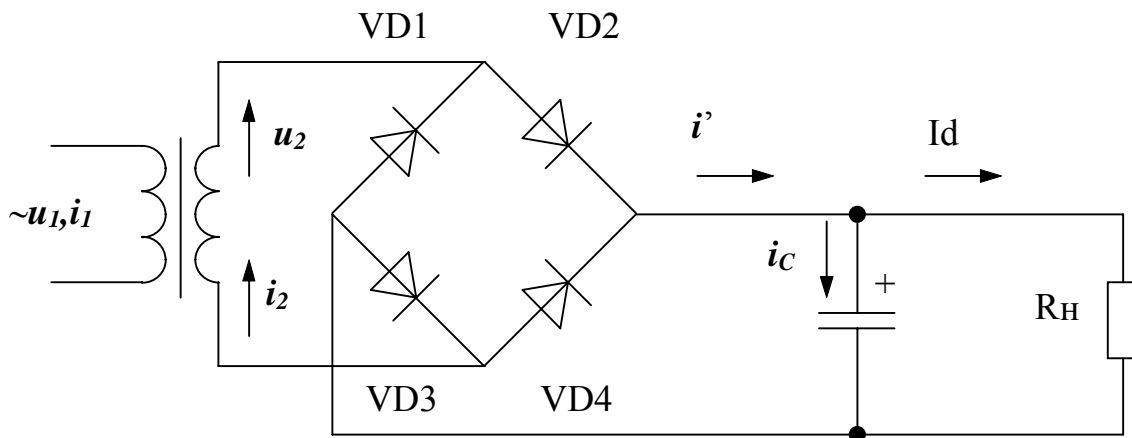 VD1
VD2
u2
i’
Id
~u1,i1
iC
+
i2
RH
VD3
VD4